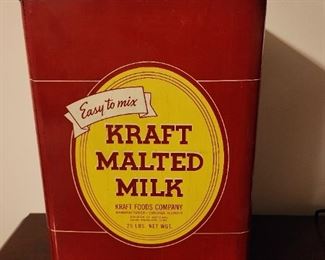 Easy to mix
KRAFT
MALTED
MILK
KRAFT FOODS COMPANY
25 LBS. NET WGT.